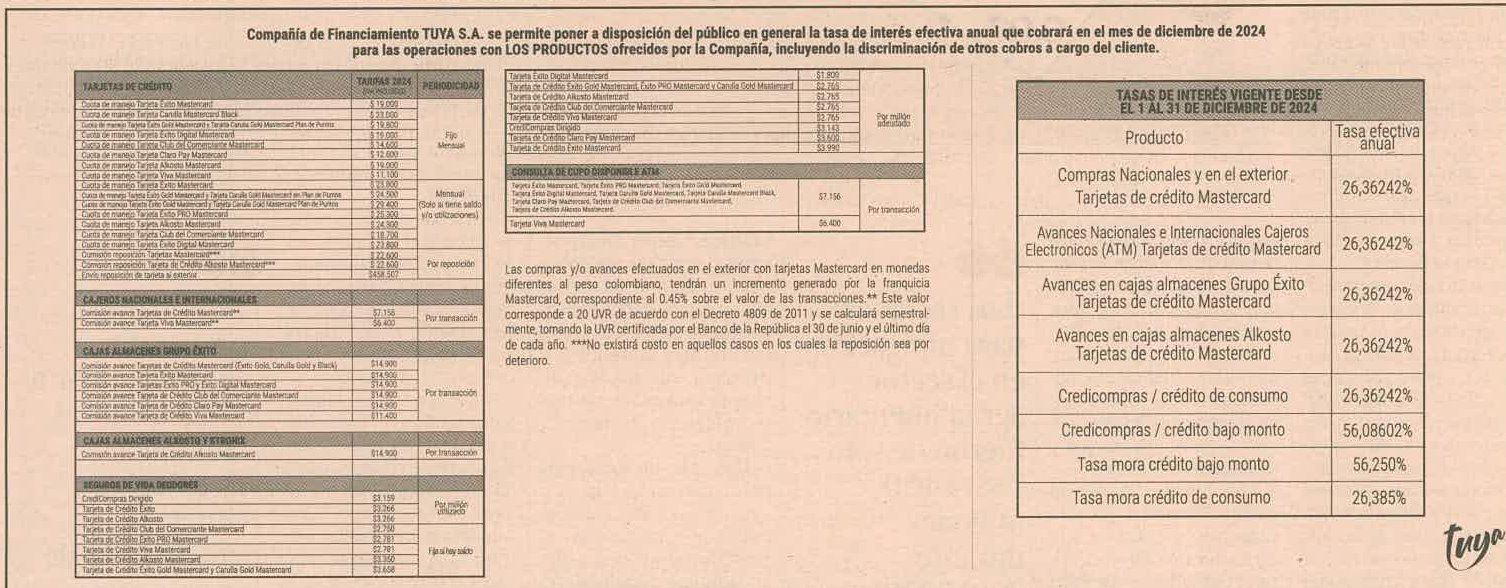 Compañía de Financiamiento TUYA S.A. se permite poner a disposición del público en general la tasa de interés efectiva anual que cobrará en el mes de diciembre de 2024
para las operaciones con LOS PRODUCTOS ofrecidos por la Compañía, incluyendo la discriminación de otros cobros a cargo del cliente.
TARJETAS DE CRÉDITO TARIFAS 2024 PERIODICIDAD
Cuota de manejo Tarjeta Éxito Mastercard $ 19.000
Cuota de manejo Tarjeta Carulla Mastercard Black $ 23.000
Cuota de manejo Tarjeta Éxito Gold Mastercard y Tarjeta Carulla Gold Mastercard Plan de Puntos $ 19.800
Cuota de manejo Tarjeta Éxito Digital Mastercard $ 19.000
Cuota de manejo Tarjeta Club del Comerciante Mastercard $ 14.600
Cuota de manejo Tarjeta Claro Pay Mastercard $ 12.600
Cuota de manejo Tarjeta Alkosto Mastercard $ 19.000
Cuota de manejo Tarjeta Viva Mastercard $ 11.100
Fijo
Mensual
Cuota de manejo Tarjeta Éxito Mastercard $ 23.800
Cuota de manejo Tarjeta Éxito Gold Mastercard y Tarjeta Carulla Gold Mastercard sin Plan de Puntos $ 24.500
Cuota de manejo Tarjeta Éxito Gold Mastercard y Tarjeta Carulla Gold Mastercard Plan de Puntos $ 29.400
Cuota de manejo Tarjeta Éxito PRO Mastercard $ 25.300
Cuota de manejo Tarjeta Alkosto Mastercard $ 24.300
Cuota de manejo Tarjeta Club del Comerciante Mastercard $ 18.700
Cuota de manejo Tarjeta Éxito Digital Mastercard $ 23.800
Mensual
(Solo si tiene saldo
y/o utilizaciones)
Comisión reposición Tarjetas Mastercard*** $ 22.600
Comisión reposición Tarjeta de Crédito Alkosto Mastercard*** $ 22.600
Envío reposición de tarjeta al exterior $458.507
Por reposición
CAJEROS NACIONALES E INTERNACIONALES
Comisión avance Tarjetas de Crédito Mastercard** $7.156
Comisión avance Tarjeta Viva Mastercard** $6.400
Por transacción
CAJAS ALMACENES GRUPO ÉXITO
Comisión avance Tarjetas de Crédito Mastercard (Éxito Gold, Carulla Gold y Black) $14.900
Comisión avance Tarjeta Éxito Mastercard $14.900
Comisión avance Tarjetas Éxito PRO y Éxito Digital Mastercard $14.900
Comisión avance Tarjeta de Crédito Club del Comerciante Mastercard $14.900
Comisión avance Tarjeta de Crédito Claro Pay Mastercard $14.900
Comisión avance Tarjeta de Crédito Viva Mastercard $11.400
Por transacción
CAJAS ALMACENES ALKOSTO Y KTRONIX
Comisión avance Tarjeta de Crédito Alkosto Mastercard $14.900 Por transacción
SEGUROS DE VIDA DEUDORES
CrediCompras Dirigido $3.159
Tarjeta de Crédito Éxito $3.266
Tarjeta de Crédito Alkosto $3.266
Por millón
utilizado
Tarjeta de Crédito Club del Comerciante Mastercard $2.750
Tarjeta de Crédito Éxito PRO Mastercard $2.781
Tarjeta de Crédito Viva Mastercard $2.781
Tarjeta de Crédito Alkosto Mastercard $3.350
Tarjeta de Crédito Éxito Gold Mastercard y Carulla Gold Mastercard $3.658
Fija si hay saldo
Tarjeta Éxito Digital Mastercard $1.809
Tarjeta de Crédito Éxito Gold Mastercard, Éxito PRO Mastercard y Carulla Gold Mastercard $2.765
Tarjeta de Crédito Alkosto Mastercard $2.765
Tarjeta de Crédito Club del Comerciante Mastercard $2.765
Tarjeta de Crédito Viva Mastercard $2.765
CrediCompras Dirigido $3.143
Tarjeta de Crédito Claro Pay Mastercard $3.600
Tarjeta de Crédito Éxito Mastercard $3.990
Por millón
adeudado
CONSULTA DE CUPO DISPONIBLE ATM
Tarjeta Éxito Mastercard, Tarjeta Éxito PRO Mastercard, Tarjeta Éxito Gold Mastercard,
Tarjeta Éxito Digital Mastercard, Tarjeta Carulla Gold Mastercard, Tarjeta Carulla Mastercard Black,
Tarjeta Claro Pay Mastercard, Tarjeta de Crédito Club del Comerciante Mastercard,
Tarjeta de Crédito Alkosto Mastercard $7.156
Tarjeta Viva Mastercard $6.400
Por transacción
Las compras y/o avances efectuados en el exterior con tarjetas Mastercard en monedas
diferentes al peso colombiano, tendrán un incremento generado por la franquicia
Mastercard, correspondiente al 0.45% sobre el valor de las transacciones.** Este valor
corresponde a 20 UVR de acuerdo con el Decreto 4809 de 2011 y se calculará semestral-
mente, tomando la UVR certificada por el Banco de la República el 30 de junio y el último día
de cada año. ***No existirá costo en aquellos casos en los cuales la reposición sea por
deterioro.
TASAS DE INTERÉS VIGENTE DESDE
EL 1 AL 31 DE DICIEMBRE DE 2024
Producto Tasa efectiva anual
Compras Nacionales y en el exterior
Tarjetas de crédito Mastercard 26,36242%
Avances Nacionales e Internacionales Cajeros
Electronicos (ATM) Tarjetas de crédito Mastercard 26,36242%
Avances en cajas almacenes Grupo Éxito
Tarjetas de crédito Mastercard 26,36242%
Avances en cajas almacenes Alkosto
Tarjetas de crédito Mastercard 26,36242%
Credicompras / crédito de consumo 26,36242%
Credicompras / crédito bajo monto 56,08602%
Tasa mora crédito bajo monto 56,250%
Tasa mora crédito de consumo 26,385%
tuya